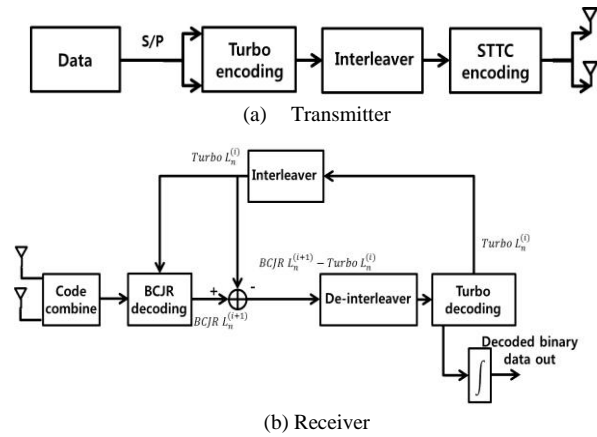 S/P
Data
Turbo
encoding
Interleaver
STTC
encoding
(a) Transmitter
Turbo L_n^{(i)}
Interleaver
BCJR L_n^{(i+1)} − Turbo L_n^{(i)}
Turbo L_n^{(i)}
Code
combine
BCJR
decoding
+
-
BCJR L_n^{(i+1)}
De-interleaver
Turbo
decoding
Decoded binary
data out
∫
(b) Receiver